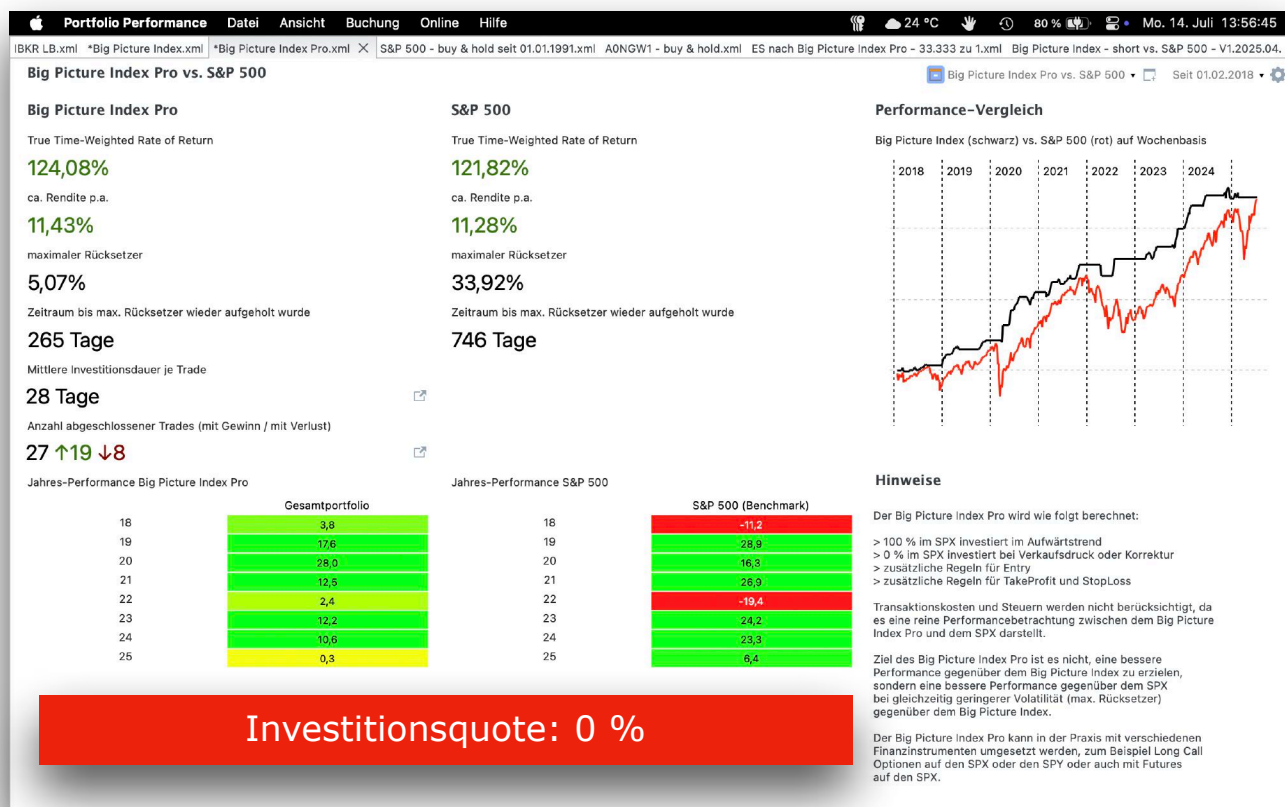 Portfolio Performance Datei Ansicht Buchung Online Hilfe 24 °C 80 % Mo. 14. Juli 13:56:45
IBKR LB.xml *Big Picture Index.xml *Big Picture Index Pro.xml S&P 500 - buy & hold seit 01.01.1991.xml A0NGW1 - buy & hold.xml ES nach Big Picture Index Pro - 33.333 zu 1.xml Big Picture Index - short vs. S&P 500 - V1.2025.04.
Big Picture Index Pro vs. S&P 500
Big Picture Index Pro vs. S&P 500 Seit 01.02.2018
Big Picture Index Pro
True Time-Weighted Rate of Return
124,08%
ca. Rendite p.a.
11,43%
maximaler Rücksetzer
5,07%
Zeitraum bis max. Rücksetzer wieder aufgeholt wurde
265 Tage
Mittlere Investitionsdauer je Trade
28 Tage
Anzahl abgeschlossener Trades (mit Gewinn / mit Verlust)
27 ↑19 ↓8
Jahres-Performance Big Picture Index Pro
Gesamtportfolio
18 3,8
19 17,6
20 28,0
21 12,5
22 2,4
23 12,2
24 10,6
25 0,3
S&P 500
True Time-Weighted Rate of Return
121,82%
ca. Rendite p.a.
11,28%
maximaler Rücksetzer
33,92%
Zeitraum bis max. Rücksetzer wieder aufgeholt wurde
746 Tage
Jahres-Performance S&P 500
S&P 500 (Benchmark)
18 -11,2
19 28,9
20 16,3
21 26,9
22 -19,4
23 24,2
24 23,3
25 6,4
Investitionsquote: 0 %
Performance-Vergleich
Big Picture Index (schwarz) vs. S&P 500 (rot) auf Wochenbasis
2018 2019 2020 2021 2022 2023 2024
Hinweise
Der Big Picture Index Pro wird wie folgt berechnet:
> 100 % im SPX investiert im Aufwärtstrend
> 0 % im SPX investiert bei Verkaufsdruck oder Korrektur
> zusätzliche Regeln für Entry
> zusätzliche Regeln für TakeProfit und StopLoss
Transaktionskosten und Steuern werden nicht berücksichtigt, da
es eine reine Performancebetrachtung zwischen dem Big Picture
Index Pro und dem SPX darstellt.
Ziel des Big Picture Index Pro ist es nicht, eine bessere
Performance gegenüber dem Big Picture Index zu erzielen,
sondern eine bessere Performance gegenüber dem SPX
bei gleichzeitig geringerer Volatilität (max. Rücksetzer)
gegenüber dem Big Picture Index.
Der Big Picture Index Pro kann in der Praxis mit verschiedenen
Finanzinstrumenten umgesetzt werden, zum Beispiel Long Call
Optionen auf den SPX oder den SPY oder auch mit Futures
auf den SPX.